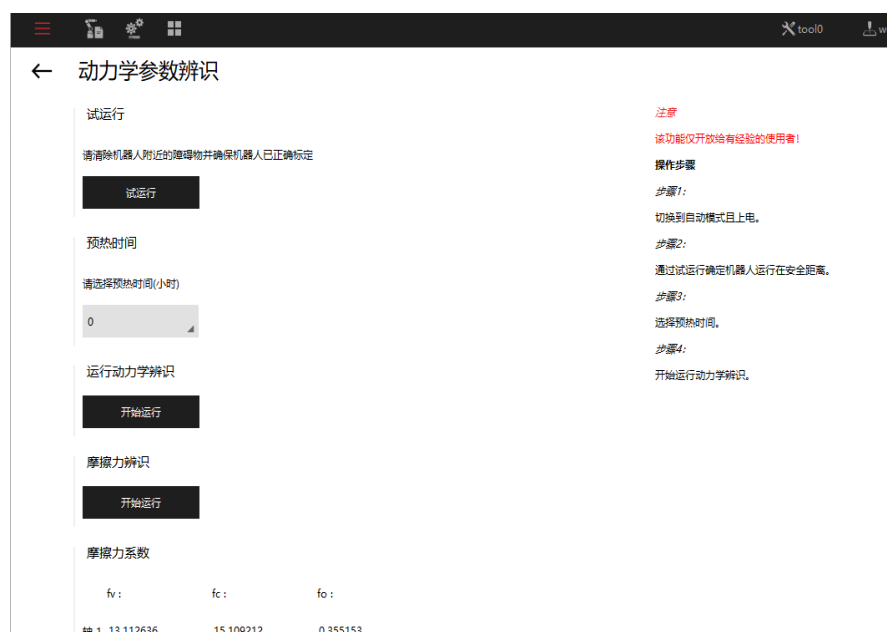 tool0
动力学参数辨识
试运行
请清除机器人附近的障碍物并确保机器人已正确标定
试运行
预热时间
请选择预热时间(小时)
0
运行动力学辨识
开始运行
摩擦力辨识
开始运行
摩擦力系数
fv : fc : fo :
轴 1 13.112636 15.109212 0.355153
注意
该功能仅开放给有经验的使用者!
操作步骤
步骤1:
切换到自动模式且上电。
步骤2:
通过试运行确定机器人运行在安全距离。
步骤3:
选择预热时间。
步骤4:
开始运行动力学辨识。